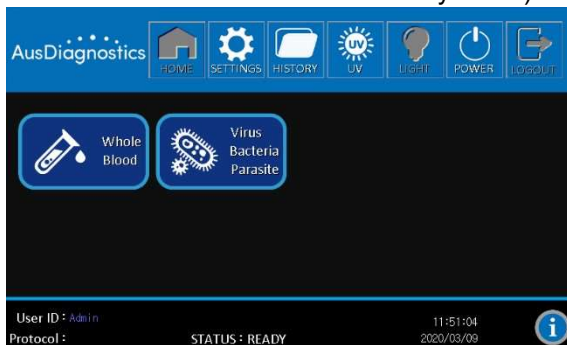 AusDiagnostics
HOME
SETTINGS
HISTORY
UV
UV
LIGHT
POWER
LOGOUT
Whole
Blood
Virus
Bacteria
Parasite
User ID : Admin
11:51:04
Protocol :
STATUS : READY
2020/03/09
i